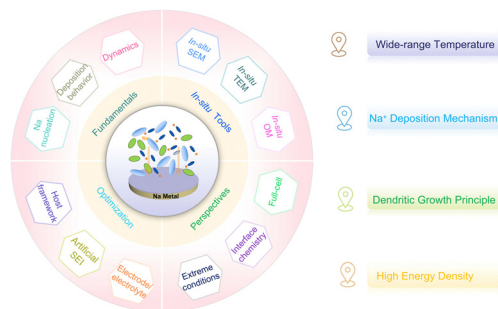 Dynamics
Deposition
behavior
Na
nucleation
Fundamentals
In-situ
SEM
In-situ
TEM
In-situ
OM
In-situ Tools
Na Metal
Optimization
Host
framework
Artificial
SEI
Electrode/
electrolyte
Perspectives
Full-cell
Interface
chemistry
Extreme
conditions
Wide-range Temperature
Na⁺ Deposition Mechanism
Dendritic Growth Principle
High Energy Density